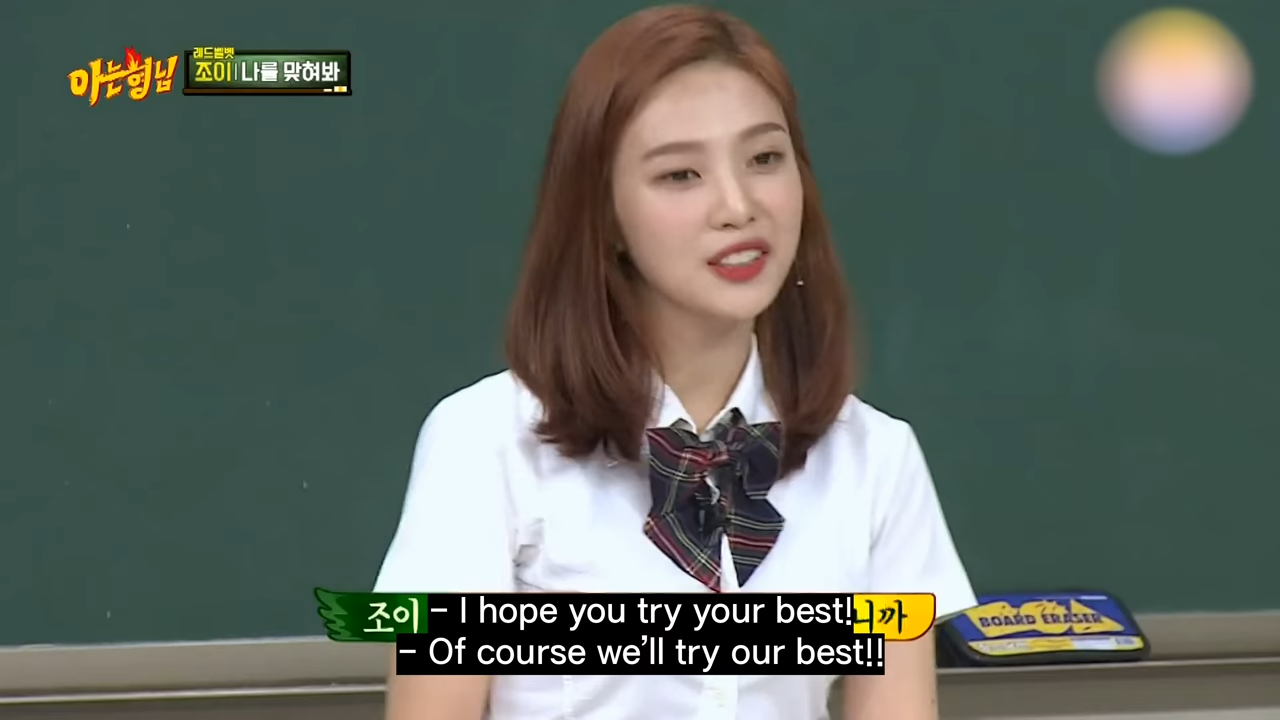 아는형님
레드벨벳
조이 나를 맞혀봐
조이
니까
- I hope you try your best!
- Of course we'll try our best!!
BOARD ERASER